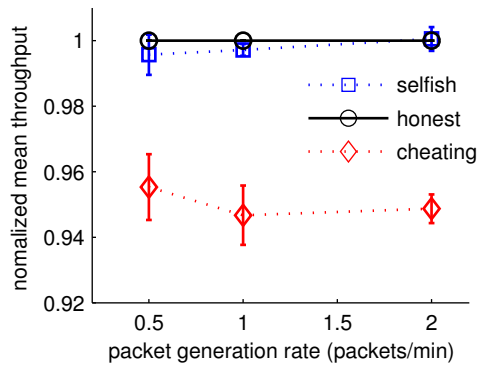 nomalized mean throughput
1
0.98
0.96
0.94
0.92
selfish
honest
cheating
0.5 1 1.5 2
packet generation rate (packets/min)